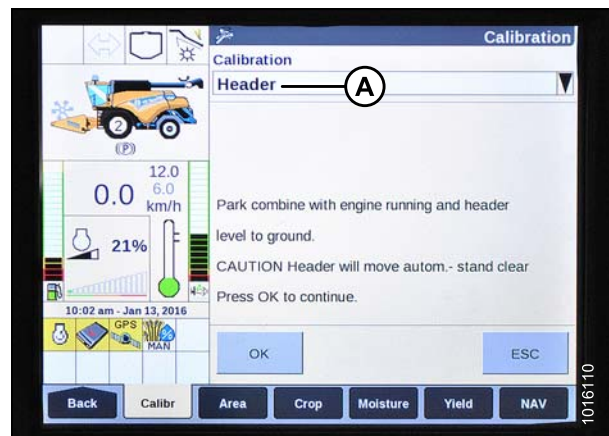 Calibration
Calibration
Header
A
2
(P)
12.0
6.0
0.0 km/h
21%
Park combine with engine running and header
level to ground.
CAUTION Header will move autom.- stand clear
Press OK to continue.
10:02 am - Jan 13, 2016
GPS
MAN
OK
ESC
Back Calibr Area Crop Moisture Yield NAV
1016110